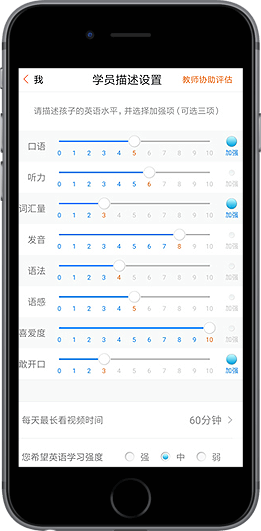 我 学员描述设置 教师协助评估
请描述孩子的英语水平，并选择加强项（可选三项）
口语 0 1 2 3 4 5 6 7 8 9 10 加强
听力 0 1 2 3 4 5 6 7 8 9 10 加强
词汇量 0 1 2 3 4 5 6 7 8 9 10 加强
发音 0 1 2 3 4 5 6 7 8 9 10 加强
语法 0 1 2 3 4 5 6 7 8 9 10 加强
语感 0 1 2 3 4 5 6 7 8 9 10 加强
喜爱度 0 1 2 3 4 5 6 7 8 9 10 加强
敢开口 0 1 2 3 4 5 6 7 8 9 10 加强
每天最长看视频时间 60分钟
您希望英语学习强度 强 中 弱